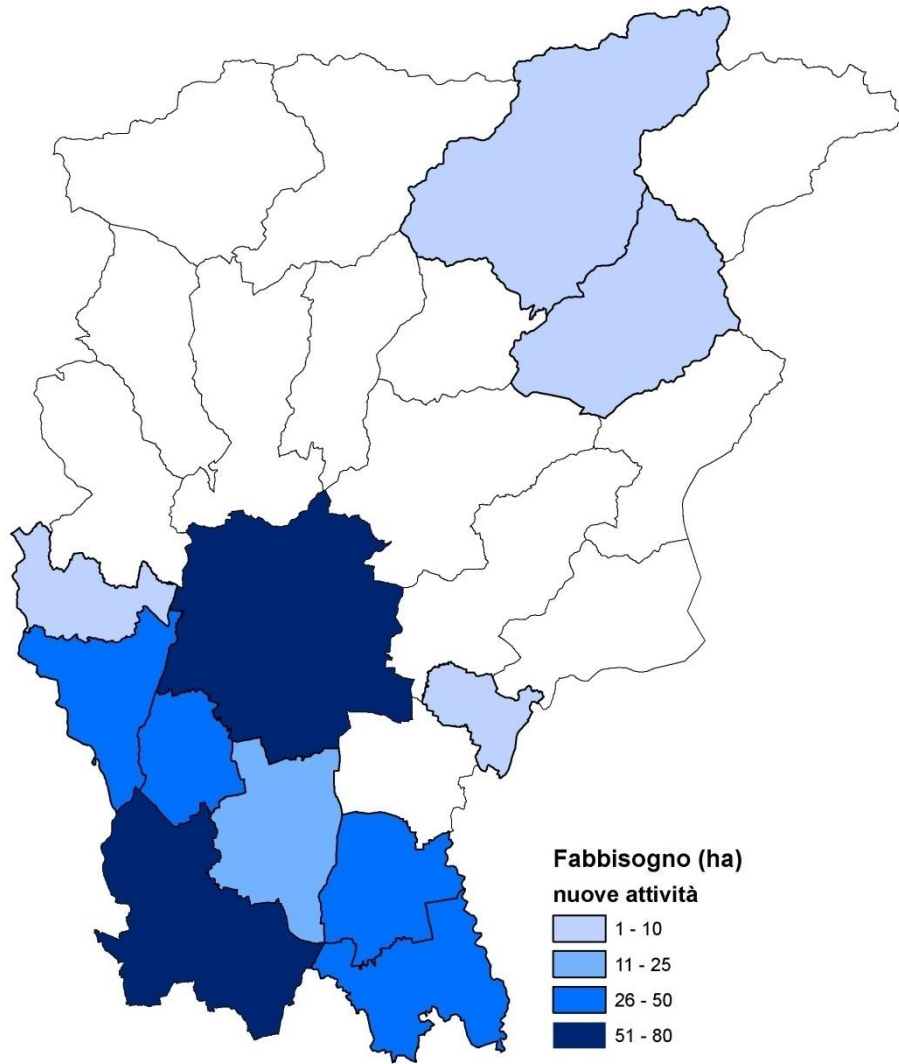 Fabbisogno (ha)
nuove attività
1 - 10
11 - 25
26 - 50
51 - 80